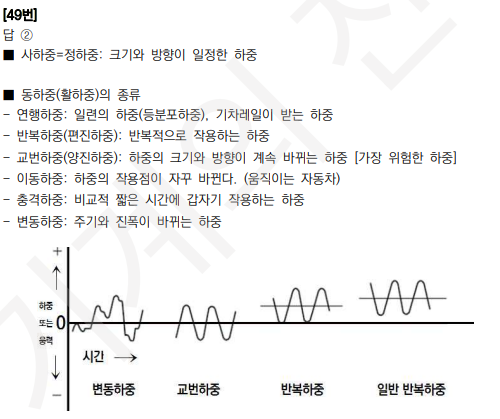 [49번]
답 ②
■ 사하중=정하중: 크기와 방향이 일정한 하중
■ 동하중(활하중)의 종류
- 연행하중: 일련의 하중(등분포하중), 기차레일이 받는 하중
- 반복하중(편진하중): 반복적으로 작용하는 하중
- 교번하중(양진하중): 하중의 크기와 방향이 계속 바뀌는 하중 [가장 위험한 하중]
- 이동하중: 하중의 작용점이 자꾸 바뀐다. (움직이는 자동차)
- 충격하중: 비교적 짧은 시간에 갑자기 작용하는 하중
- 변동하중: 주기와 진폭이 바뀌는 하중
+
하중
또는
응력
0
시간
−
변동하중 교번하중 반복하중 일반 반복하중